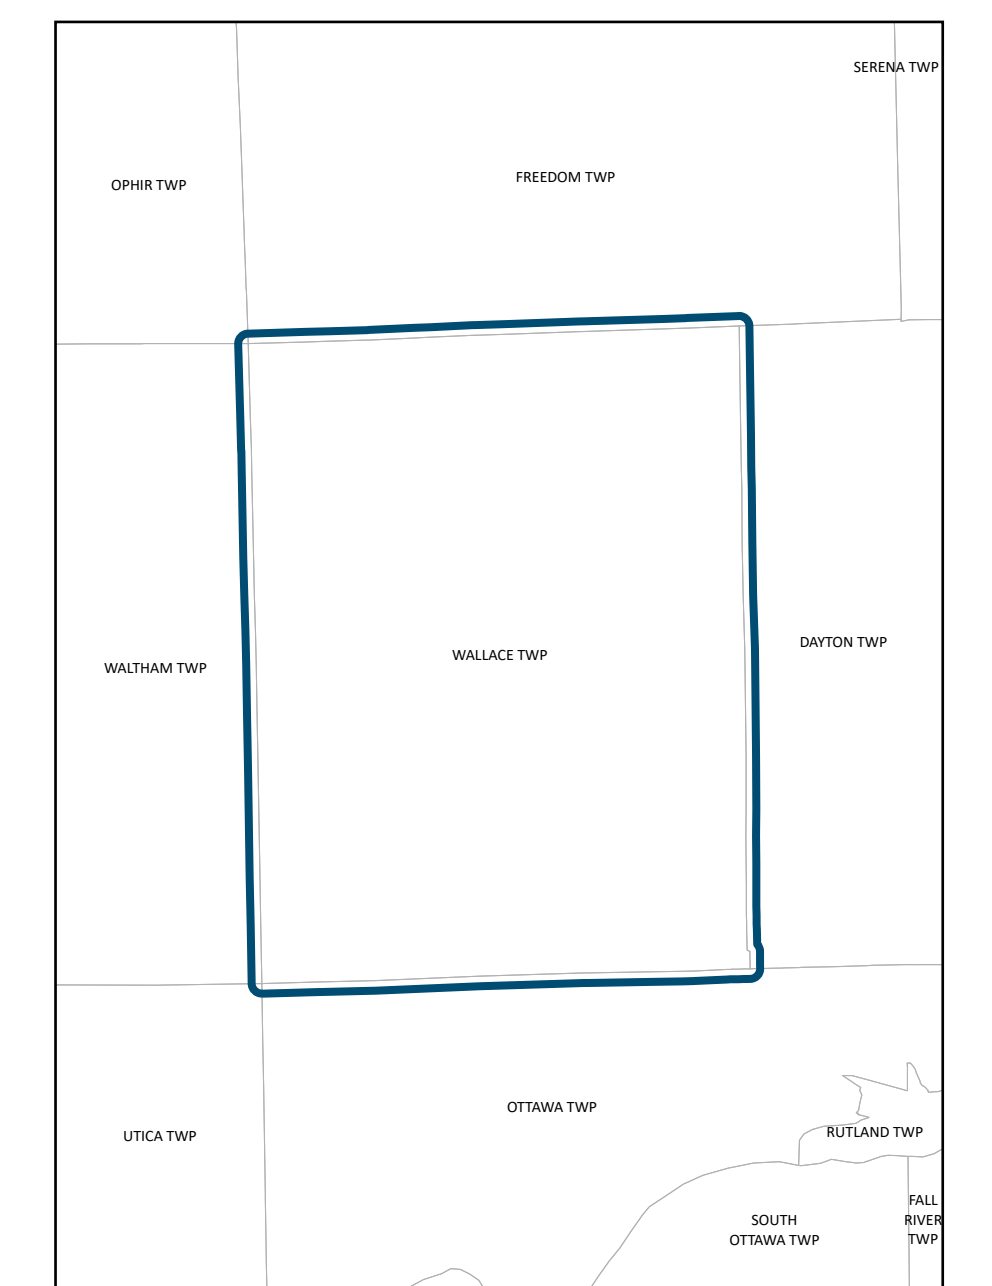 SERENA TWP
FREEDOM TWP
OPHIR TWP
DAYTON TWP
WALLACE TWP
WALTHAM TWP
OTTAWA TWP
RUTLAND TWP
UTICA TWP
FALL
RIVER
TWP
SOUTH
OTTAWA TWP